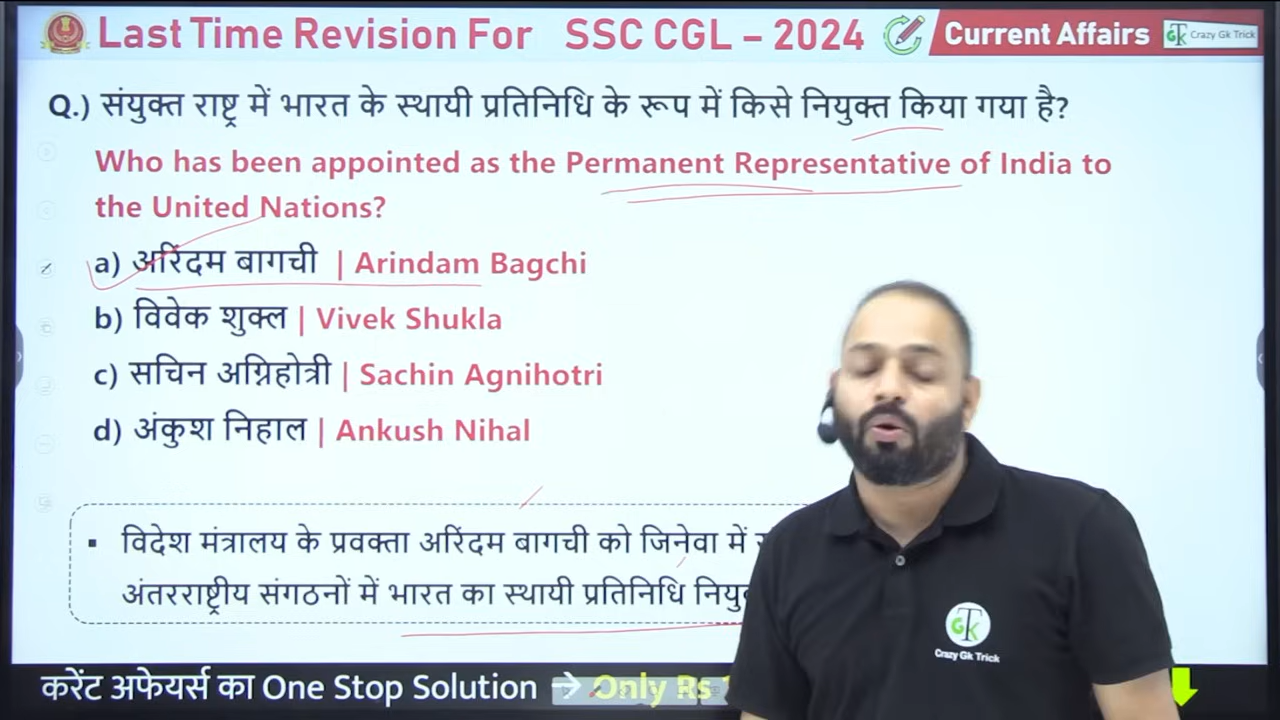 Last Time Revision For SSC CGL – 2024 Current Affairs Crazy Gk Trick
Q.) संयुक्त राष्ट्र में भारत के स्थायी प्रतिनिधि के रूप में किसे नियुक्त किया गया है?
Who has been appointed as the Permanent Representative of India to
the United Nations?
a) अरिंदम बागची | Arindam Bagchi
b) विवेक शुक्ल | Vivek Shukla
c) सचिन अग्निहोत्री | Sachin Agnihotri
d) अंकुश निहाल | Ankush Nihal
▪ विदेश मंत्रालय के प्रवक्ता अरिंदम बागची को जिनेवा में
अंतरराष्ट्रीय संगठनों में भारत का स्थायी प्रतिनिधि
GTK
Crazy Gk Trick
करेंट अफेयर्स का One Stop Solution → Only Rs